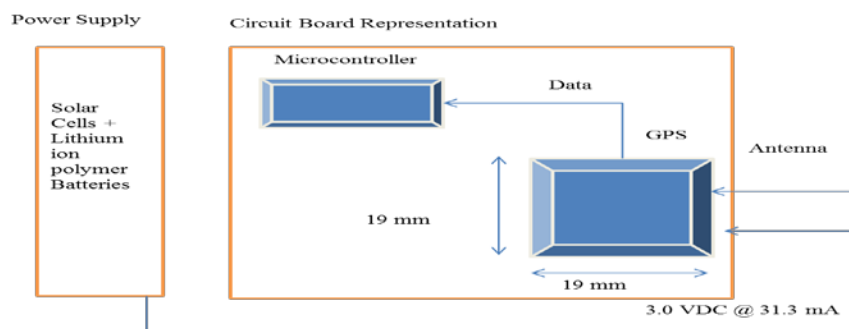 Power Supply
Circuit Board Representation
Solar
Cells +
Lithium
ion
polymer
Batteries
Microcontroller
Data
GPS
Antenna
19 mm
19 mm
3.0 VDC @ 31.3 mA